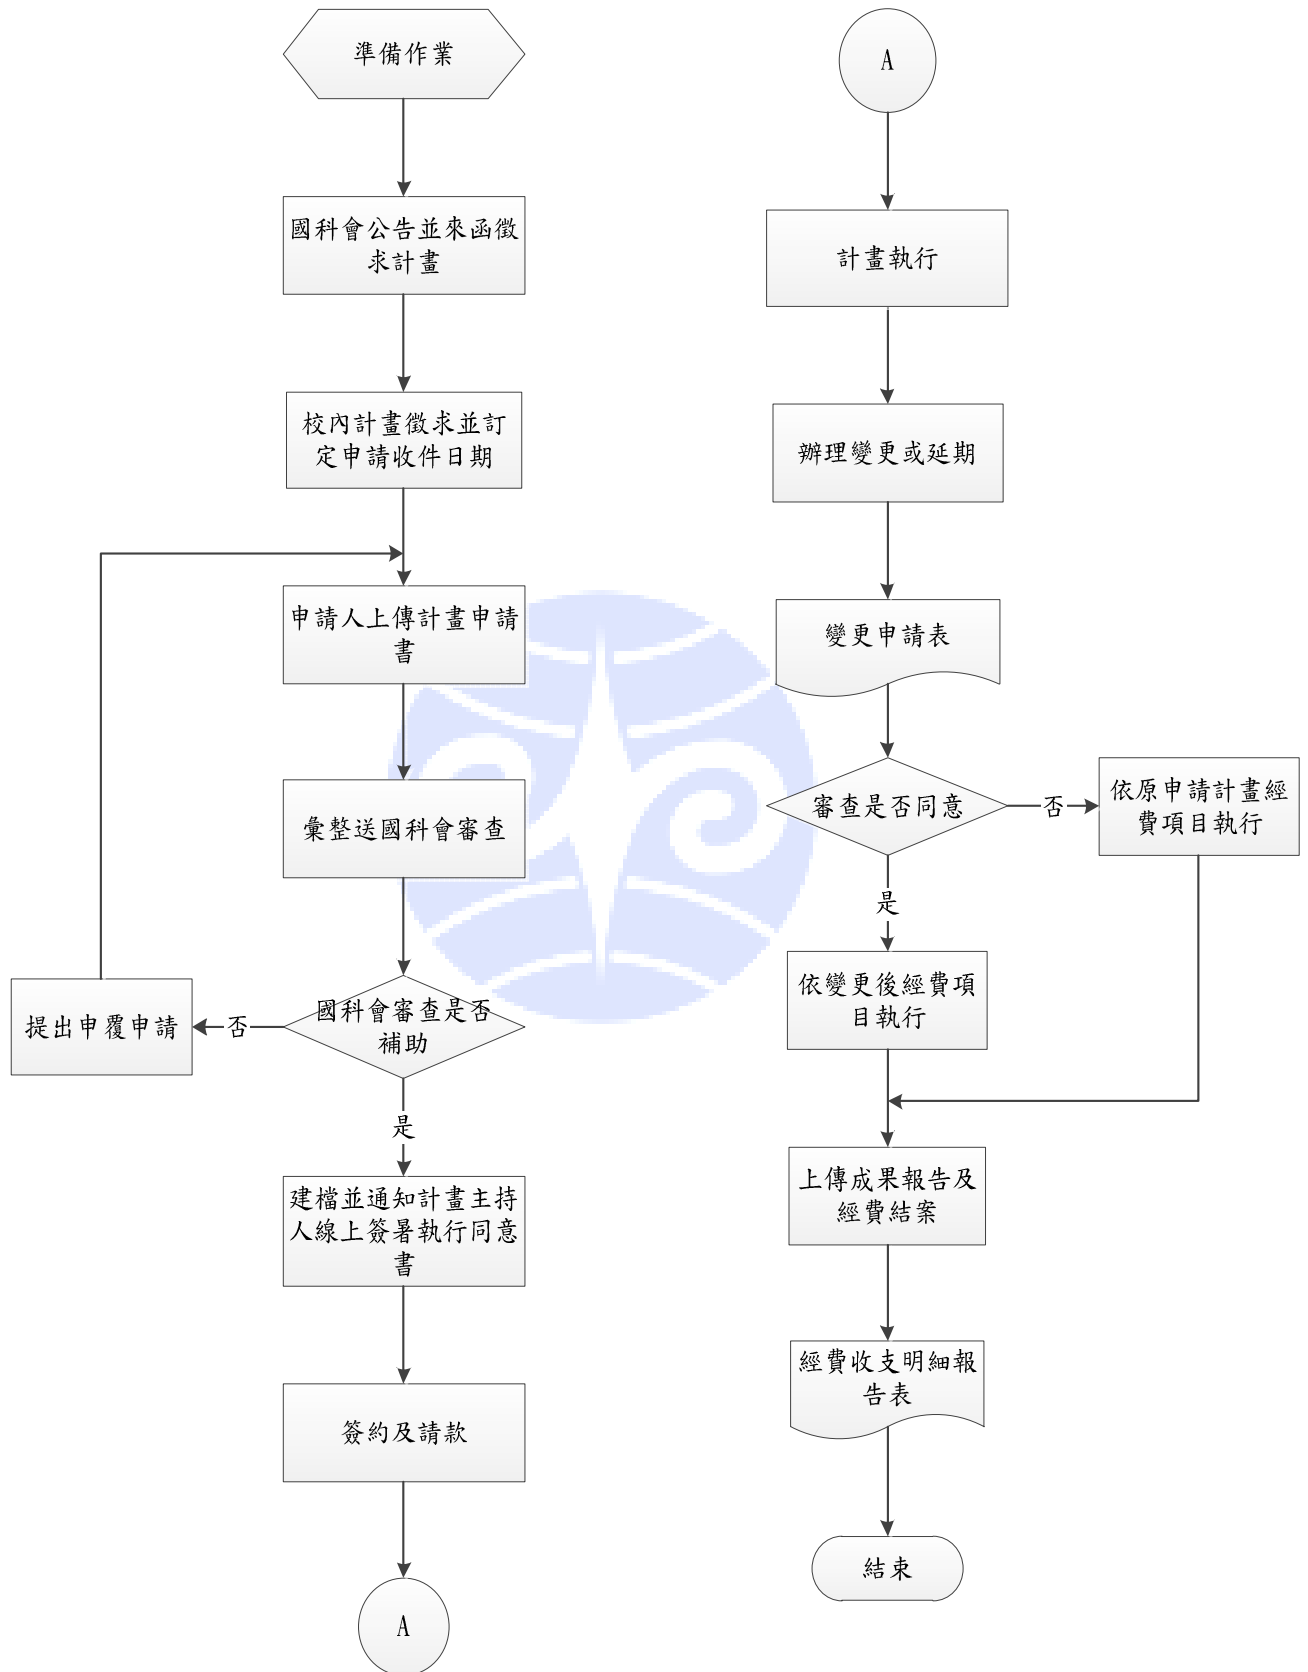 準備作業
國科會公告並來函徵
求計畫
校內計畫徵求並訂
定申請收件日期
申請人上傳計畫申請
書
彙整送國科會審查
國科會審查是否
補助
否
提出申覆申請
是
建檔並通知計畫主持
人線上簽署執行同意
書
簽約及請款
A
A
計畫執行
辦理變更或延期
變更申請表
審查是否同意
否
依原申請計畫經
費項目執行
是
依變更後經費項
目執行
上傳成果報告及
經費結案
經費收支明細報
告表
結束